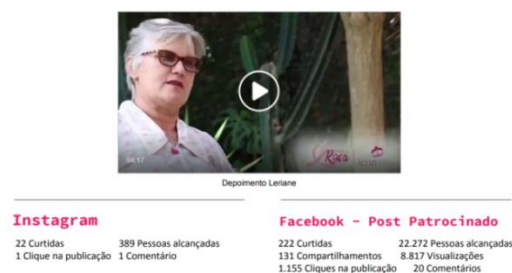 04:17
Rosa
Depoimento Leriane
Instagram
22 Curtidas 389 Pessoas alcançadas
1 Clique na publicação 1 Comentário
Facebook - Post Patrocinado
222 Curtidas 22.272 Pessoas alcançadas
131 Compartilhamentos 8.817 Visualizações
1.155 Cliques na publicação 20 Comentários